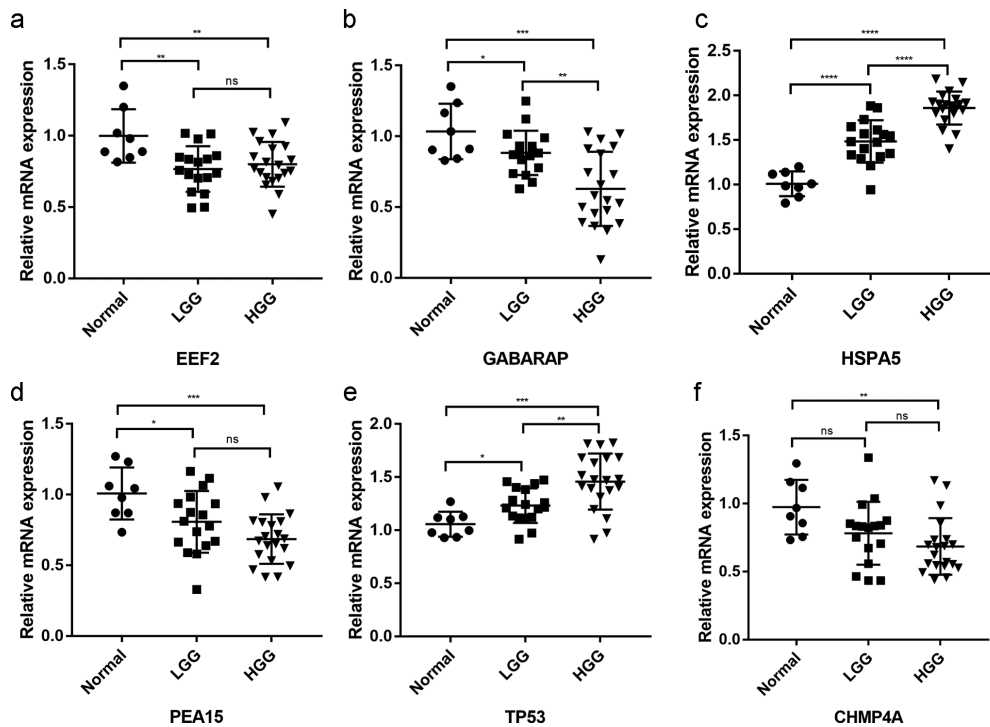 a
**
**
ns
Relative mRNA expression
1.5
1.0
0.5
0.0
Normal
LGG
HGG
EEF2
b
***
*
**
Relative mRNA expression
1.5
1.0
0.5
0.0
Normal
LGG
HGG
GABARAP
c
****
****
****
Relative mRNA expression
2.5
2.0
1.5
1.0
0.5
0.0
Normal
LGG
HGG
HSPA5
d
***
*
ns
Relative mRNA expression
1.5
1.0
0.5
0.0
Normal
LGG
HGG
PEA15
e
***
**
*
Relative mRNA expression
2.0
1.5
1.0
0.5
0.0
Normal
LGG
HGG
TP53
f
**
ns
ns
Relative mRNA expression
1.5
1.0
0.5
0.0
Normal
LGG
HGG
CHMP4A